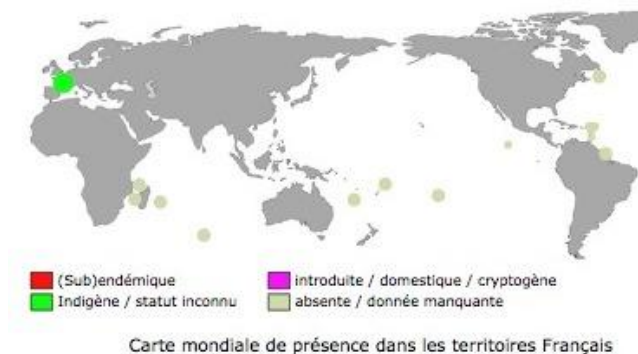 (Sub)endémique
introduite / domestique / cryptogène
Indigène / statut inconnu
absente / donnée manquante
Carte mondiale de présence dans les territoires Français